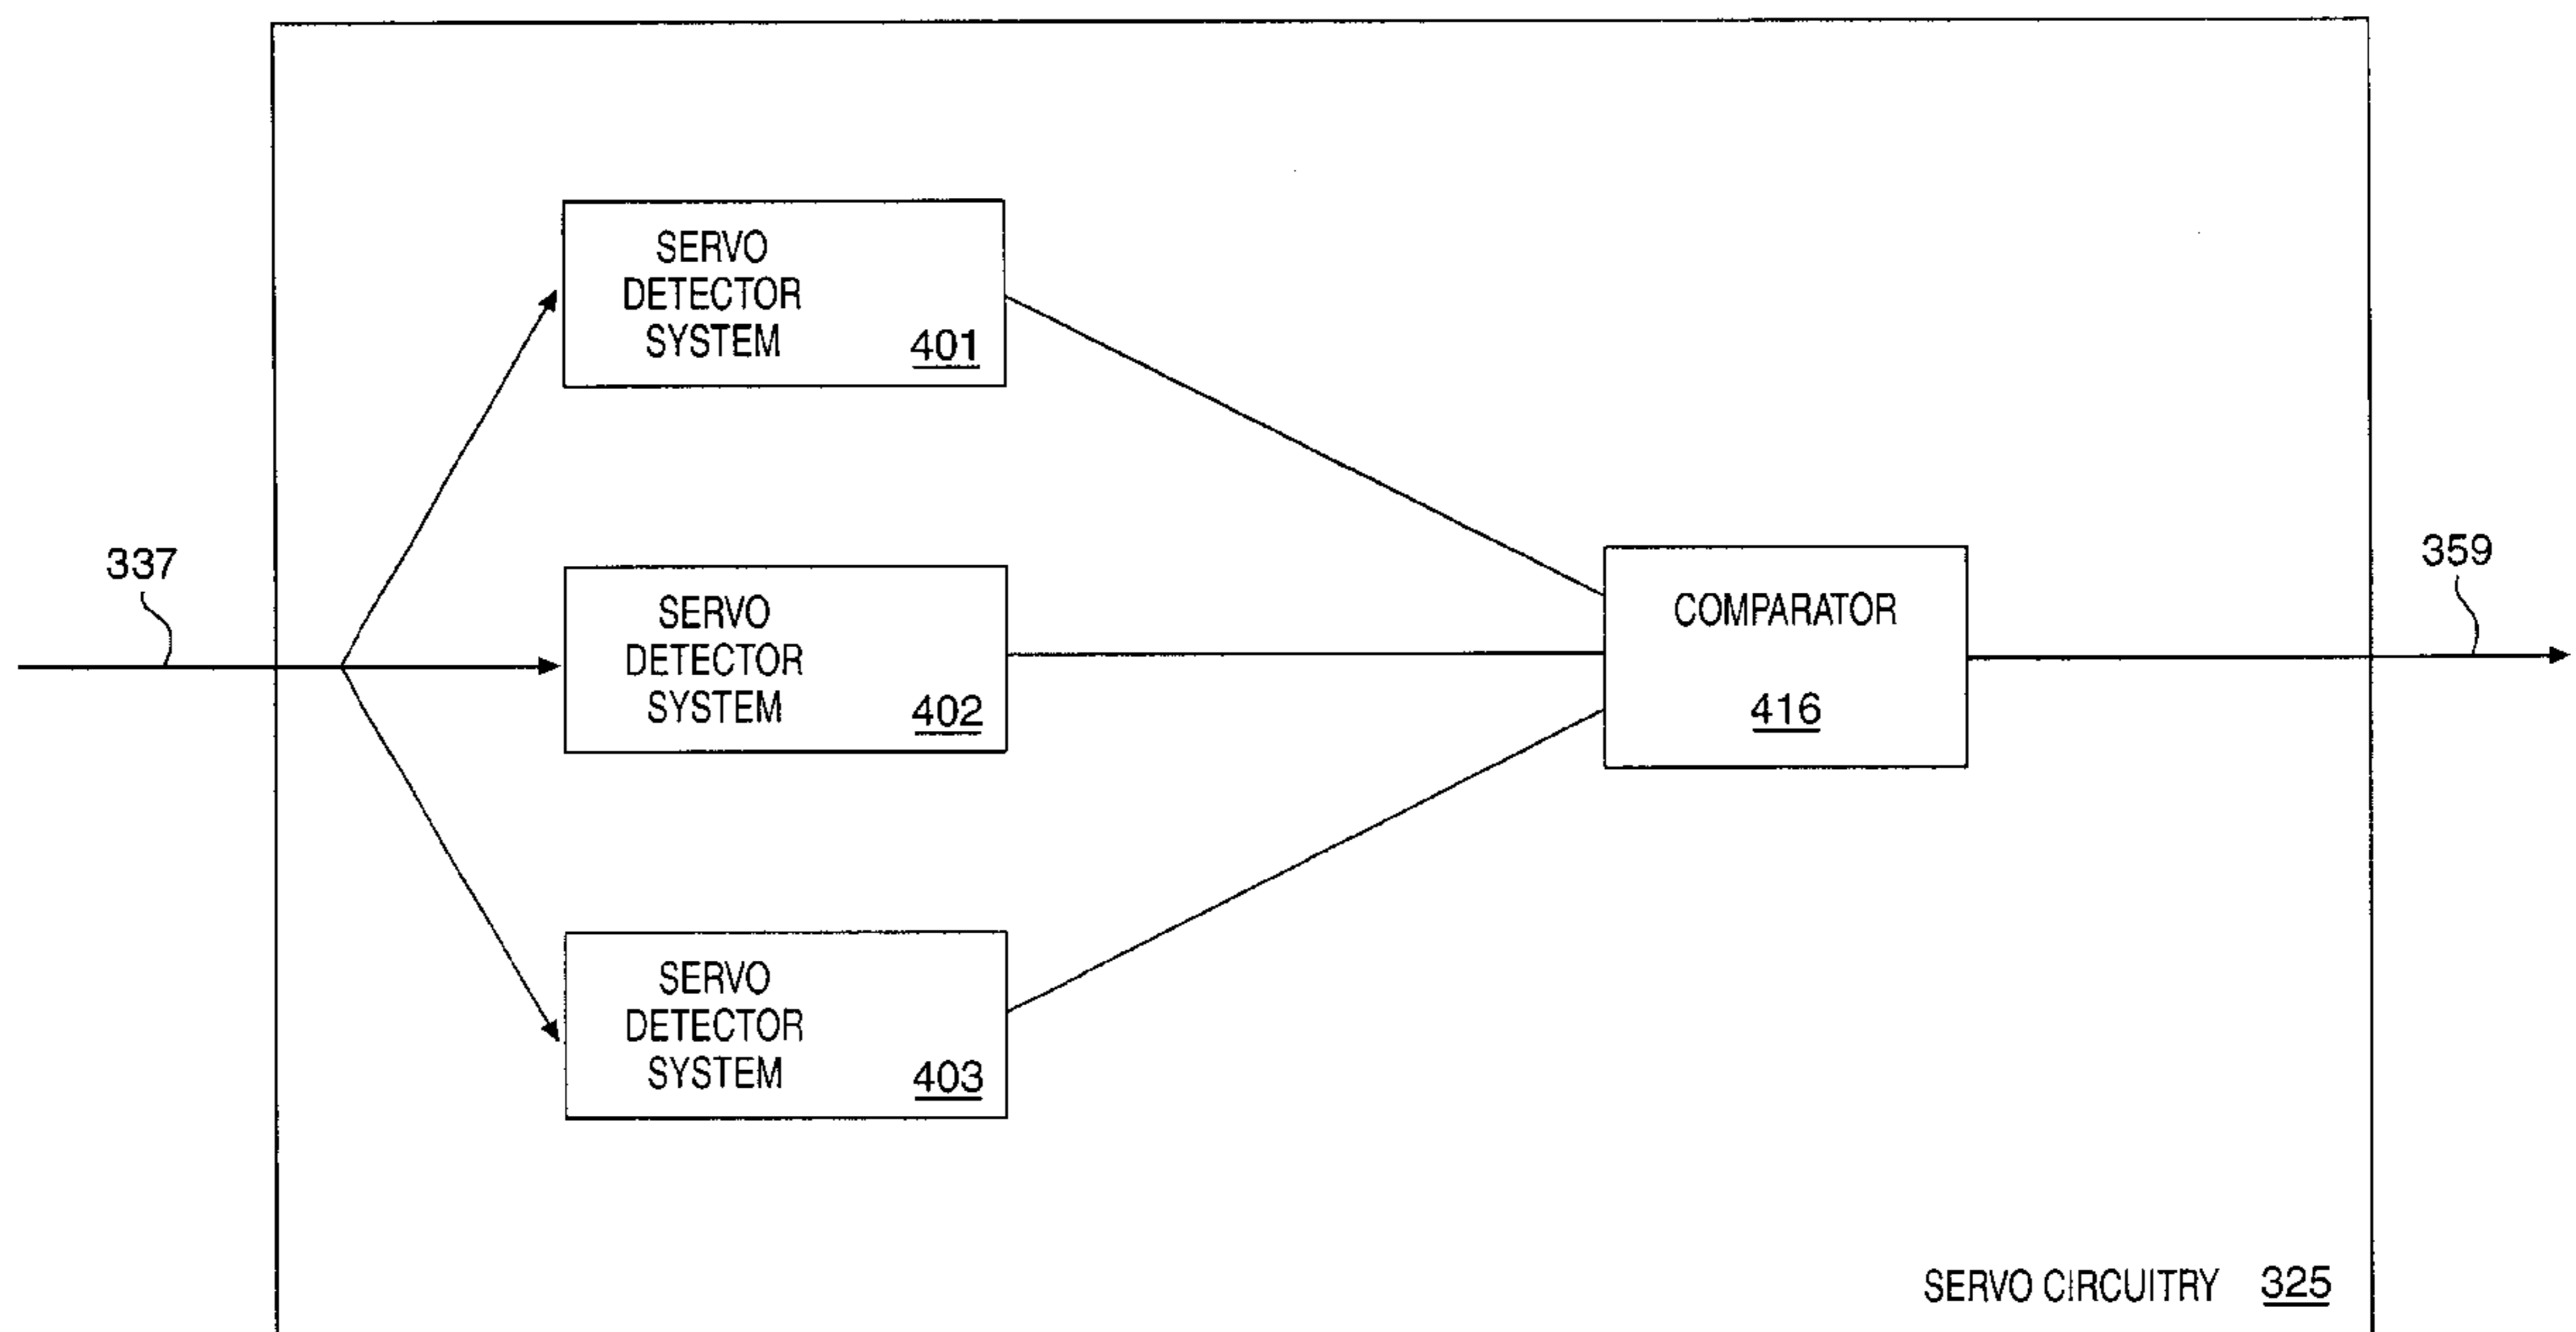 SERVO
DETECTOR
SYSTEM
401
337
SERVO
DETECTOR
SYSTEM
402
COMPARATOR
416
359
SERVO
DETECTOR
SYSTEM
403
SERVO CIRCUITRY 325